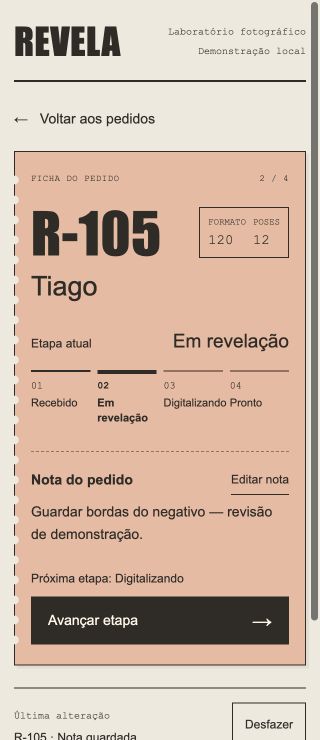 REVELA
Laboratório fotográfico
Demonstração local
← Voltar aos pedidos
FICHA DO PEDIDO
2 / 4
R-105
FORMATO POSES
120 12
Tiago
Etapa atual
Em revelação
01 02 03 04
Recebido Em revelação Digitalizando Pronto
Nota do pedido
Editar nota
Guardar bordas do negativo — revisão
de demonstração.
Próxima etapa: Digitalizando
Avançar etapa →
Última alteração
R-105 · Nota guardada
Desfazer